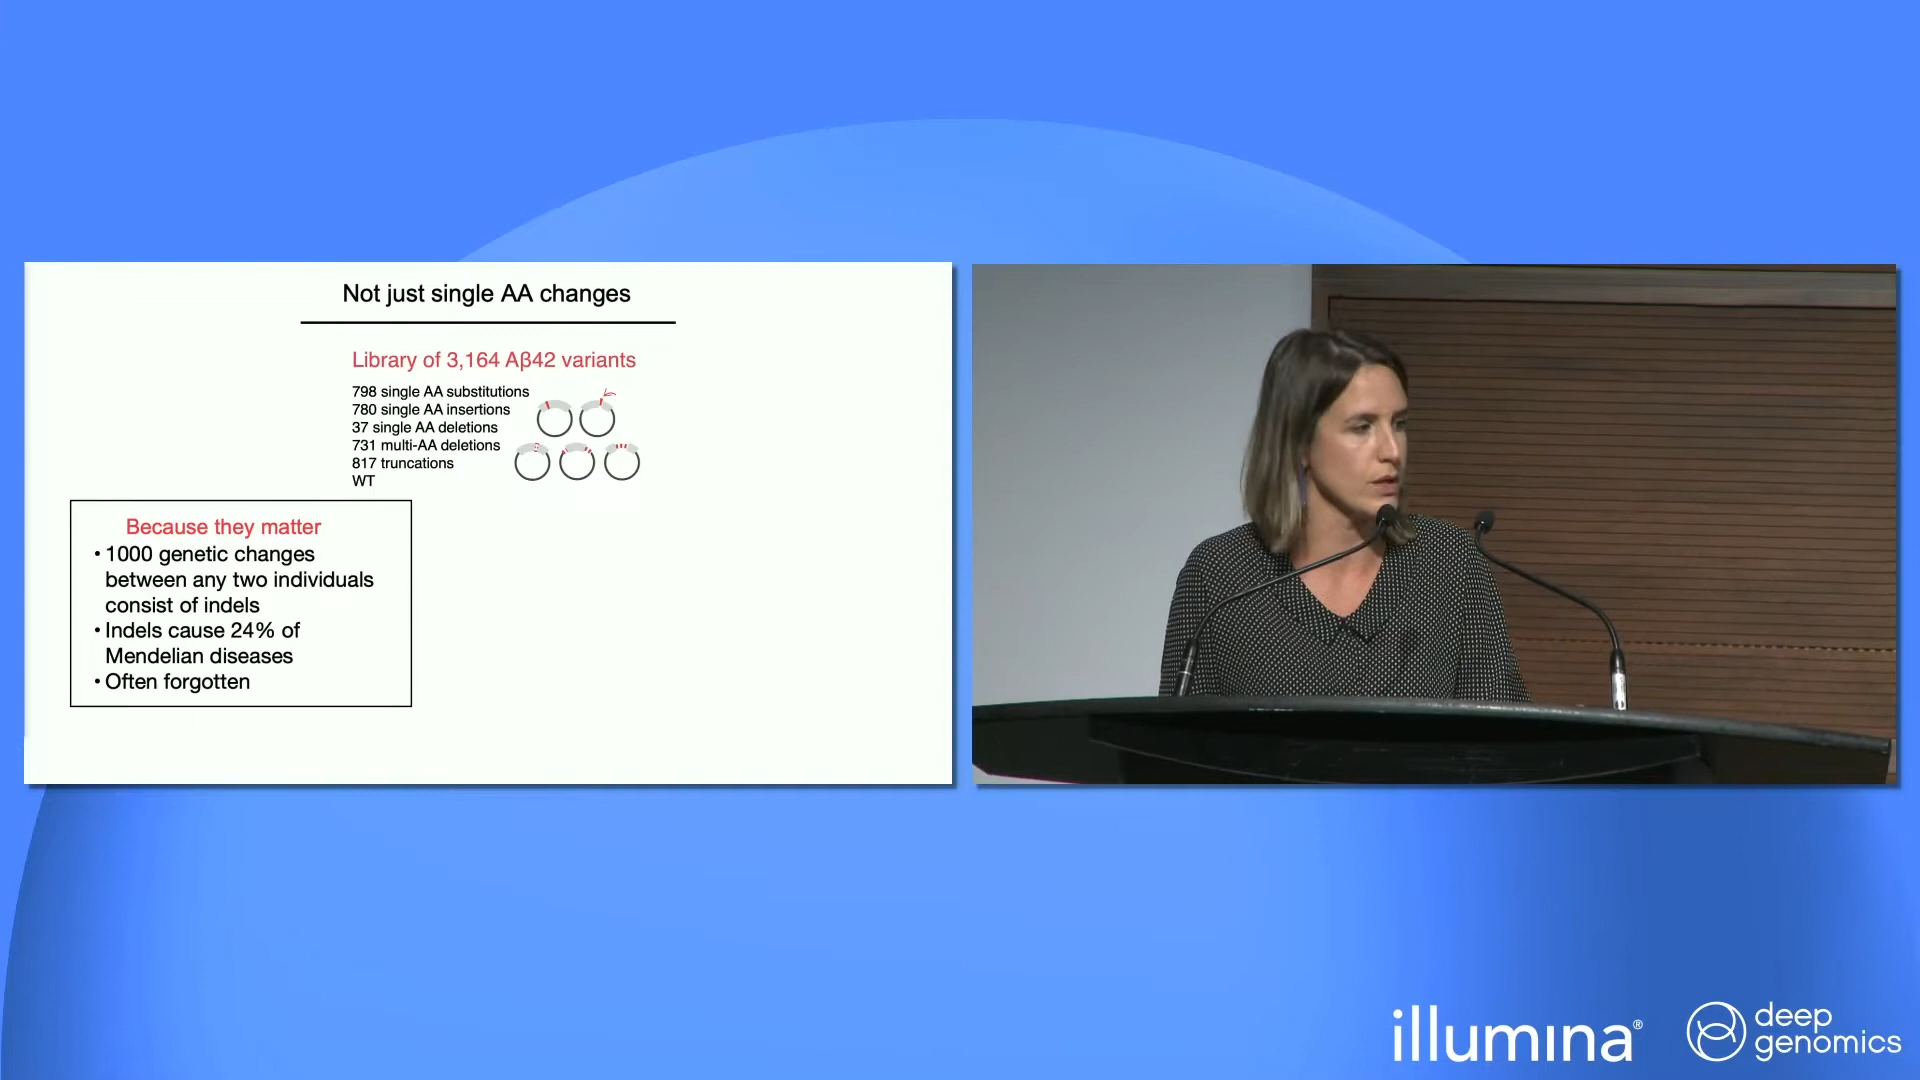 Not just single AA changes
Library of 3,164 Aβ42 variants
798 single AA substitutions
780 single AA insertions
37 single AA deletions
731 multi-AA deletions
817 truncations
WT
Because they matter
• 1000 genetic changes
between any two individuals
consist of indels
• Indels cause 24% of
Mendelian diseases
• Often forgotten
illumına®
deep
genomics